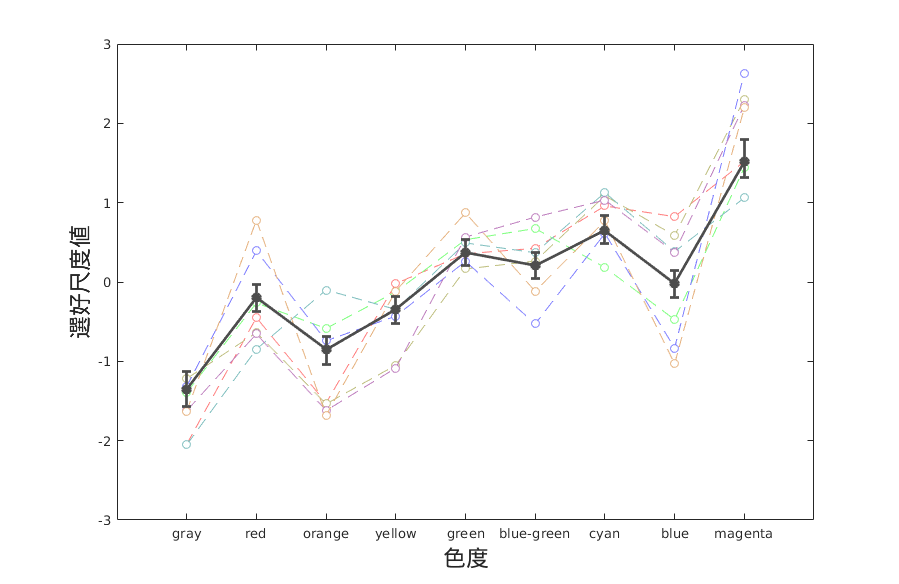 3
2
1
0
-1
-2
-3
選好尺度値
gray red orange yellow green blue-green cyan blue magenta
色度